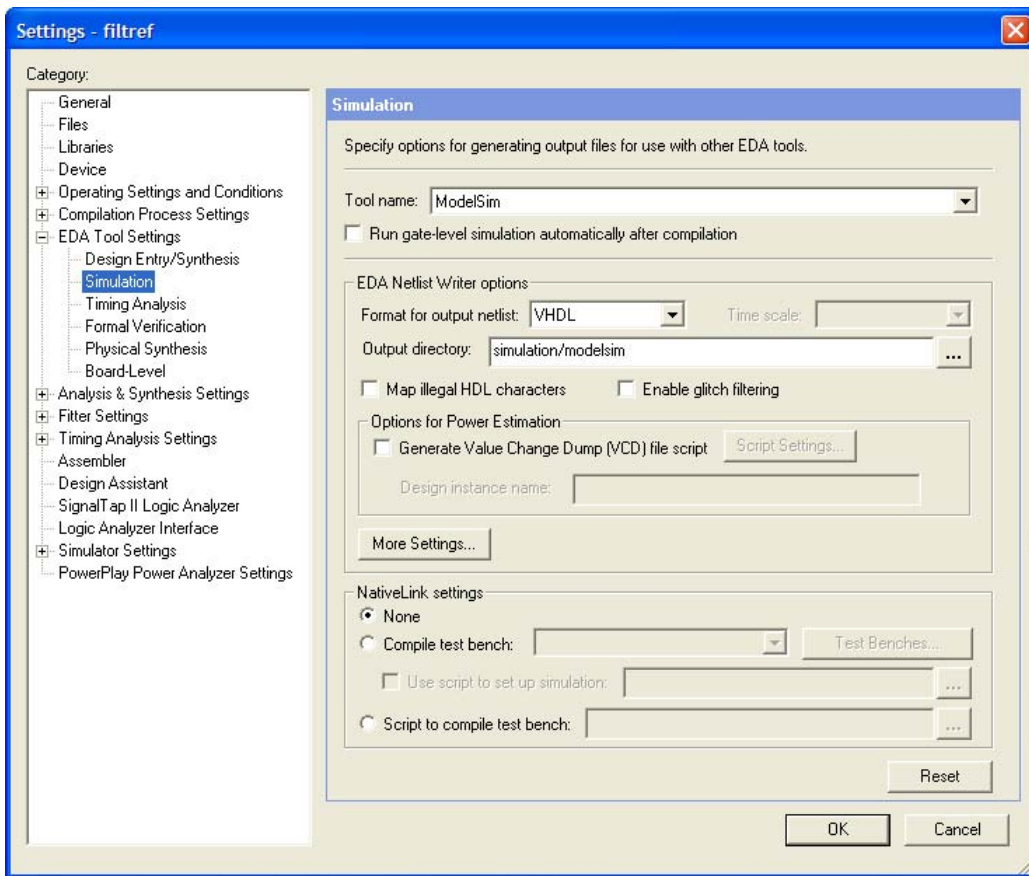 Settings - filtref
Category:
General
Files
Libraries
Device
Operating Settings and Conditions
Compilation Process Settings
EDA Tool Settings
Design Entry/Synthesis
Simulation
Timing Analysis
Formal Verification
Physical Synthesis
Board-Level
Analysis & Synthesis Settings
Fitter Settings
Timing Analysis Settings
Assembler
Design Assistant
SignalTap II Logic Analyzer
Logic Analyzer Interface
Simulator Settings
PowerPlay Power Analyzer Settings
Simulation
Specify options for generating output files for use with other EDA tools.
Tool name: ModelSim
Run gate-level simulation automatically after compilation
EDA Netlist Writer options
Format for output netlist: VHDL Time scale:
Output directory: simulation/modelsim ...
Map illegal HDL characters Enable glitch filtering
Options for Power Estimation
Generate Value Change Dump (VCD) file script Script Settings...
Design instance name:
More Settings...
NativeLink settings
None
Compile test bench: Test Benches...
Use script to set up simulation: ...
Script to compile test bench: ...
Reset
OK Cancel